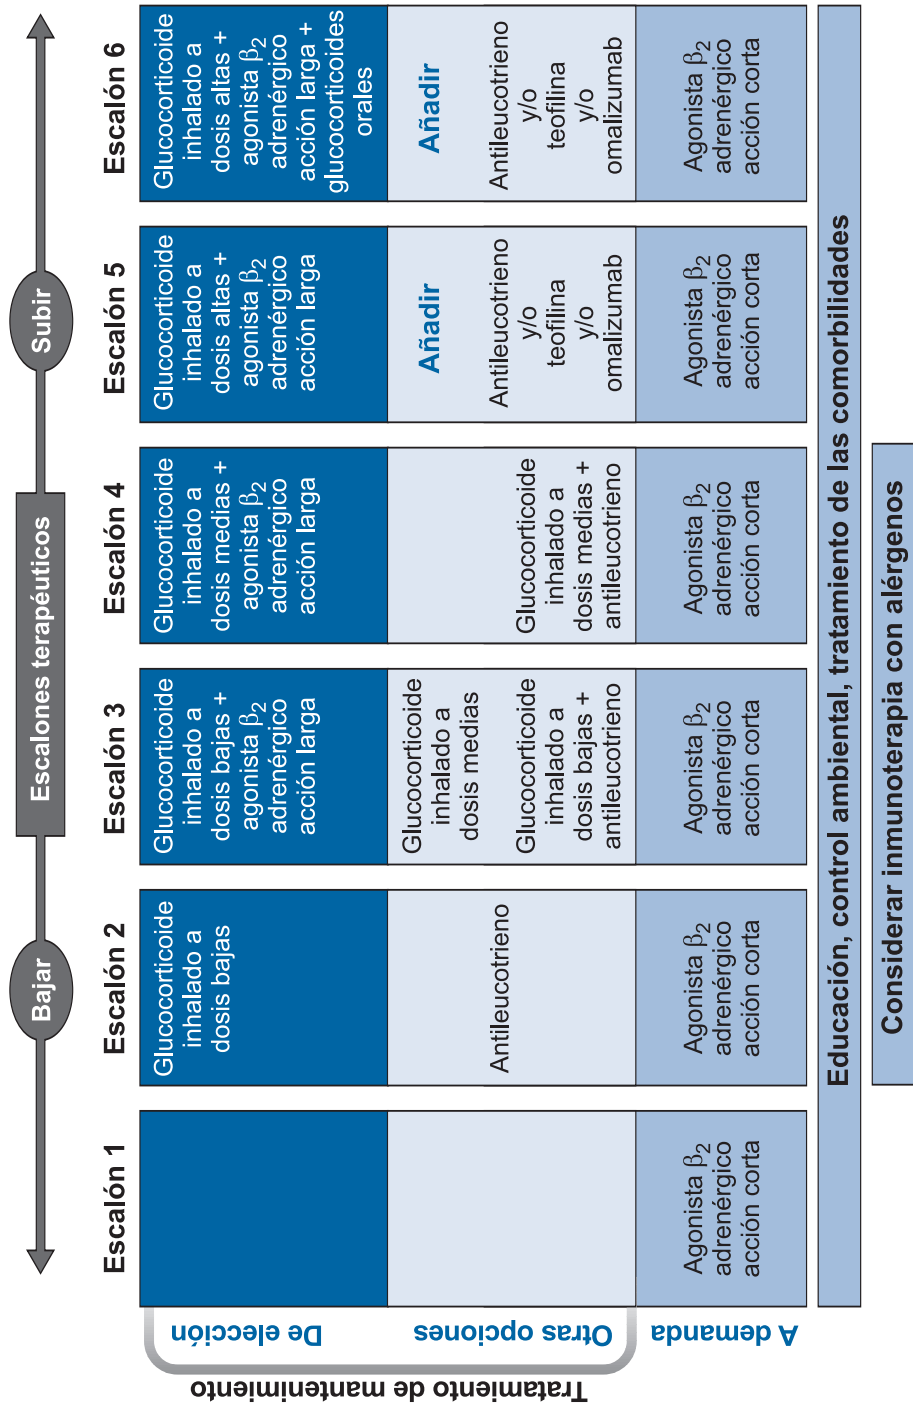 Bajar
Escalones terapéuticos
Subir
Escalón 1
Escalón 2
Escalón 3
Escalón 4
Escalón 5
Escalón 6
Tratamiento de mantenimiento
De elección
Glucocorticoide
inhalado a
dosis bajas
Glucocorticoide
inhalado a
dosis bajas +
agonista β2
adrenérgico
acción larga
Glucocorticoide
inhalado a
dosis medias +
agonista β2
adrenérgico
acción larga
Glucocorticoide
inhalado a
dosis altas +
agonista β2
adrenérgico
acción larga
Glucocorticoide
inhalado a
dosis altas +
agonista β2
adrenérgico
acción larga +
glucocorticoides
orales
Otras opciones
Antileucotrieno
Glucocorticoide
inhalado a
dosis medias
Glucocorticoide
inhalado a
dosis bajas +
antileucotrieno
Glucocorticoide
inhalado a
dosis medias +
antileucotrieno
Añadir
Antileucotrieno
y/o
teofilina
y/o
omalizumab
Añadir
Antileucotrieno
y/o
teofilina
y/o
omalizumab
A demanda
Agonista β2
adrenérgico
acción corta
Agonista β2
adrenérgico
acción corta
Agonista β2
adrenérgico
acción corta
Agonista β2
adrenérgico
acción corta
Agonista β2
adrenérgico
acción corta
Agonista β2
adrenérgico
acción corta
Educación, control ambiental, tratamiento de las comorbilidades
Considerar inmunoterapia con alérgenos